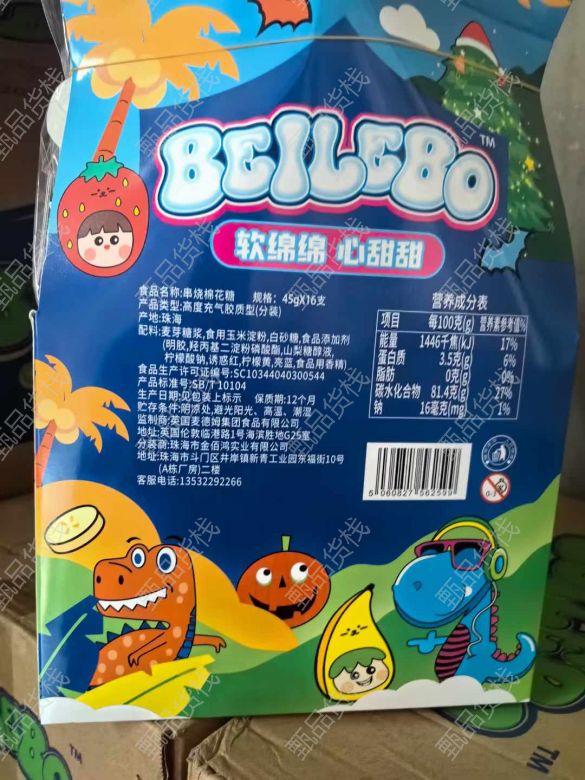 BEILEBO™
软绵绵 心甜甜
食品名称:串烧棉花糖 规格:45gX16支
产品类型:高度充气胶质型(分装)
产地:珠海
配料:麦芽糖浆,食用玉米淀粉,白砂糖,食品添加剂
(明胶,羟丙基二淀粉磷酸酯,山梨糖醇液,
柠檬酸钠,诱惑红,柠檬黄,亮蓝,食品用香精)
食品生产许可证编号:SC10344040300544
产品标准号:SB/T 10104
生产日期:见包装上标示 保质期:12个月
贮存条件:阴凉处,避光阳光、高温、潮湿
监制商:英国麦德姆集团食品有限公司
地址:英国伦敦临港路1号海滨胜地G25室
分装商:珠海市金佰鸿实业有限公司
地址:珠海市斗门区井岸镇新青工业园东福街10号
(A栋厂房)二楼
客服电话:13532292266
营养成分表
项目 每100克(g) 营养素参考值%
能量 1446千焦(kJ) 17%
蛋白质 3.5克(g) 6%
脂肪 0克(g) 0%
碳水化合物 81.4克(g) 27%
钠 16毫克(mg) 1%
5 060827 562599
0-3
TM
TM
甄品货栈